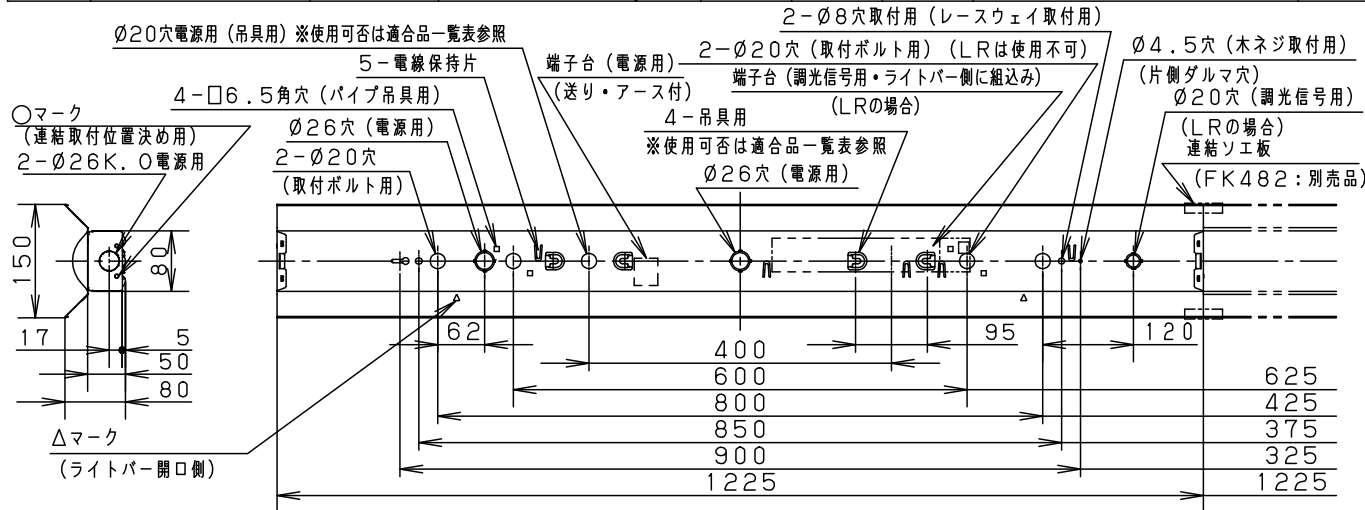 2-Ø8穴取付用(レースウェイ取付用)
Ø20穴電源用(吊具用)※使用可否は適合品一覧表参照
2-Ø20穴(取付ボルト用)(LRは使用不可)
Ø4.5穴(木ネジ取付用)
(片側ダルマ穴)
5-電線保持片
端子台(電源用)
(送り・アース付)
端子台(調光信号用・ライトバー側に組込み)
(LRの場合)
4-□6.5角穴(パイプ吊具用)
Ø20穴(調光信号用)
(LRの場合)
○マーク
(連結取付位置決め用)
2-Ø26K.O電源用
Ø26穴(電源用)
4-吊具用
※使用可否は適合品一覧表参照
連結ソエ板
(FK482:別売品)
2-Ø20穴
(取付ボルト用)
Ø26穴(電源用)
150
80
17
5
50
80
62
95
120
400
600
625
800
425
850
375
900
325
1225
1225
△マーク
(ライトバー開口側)